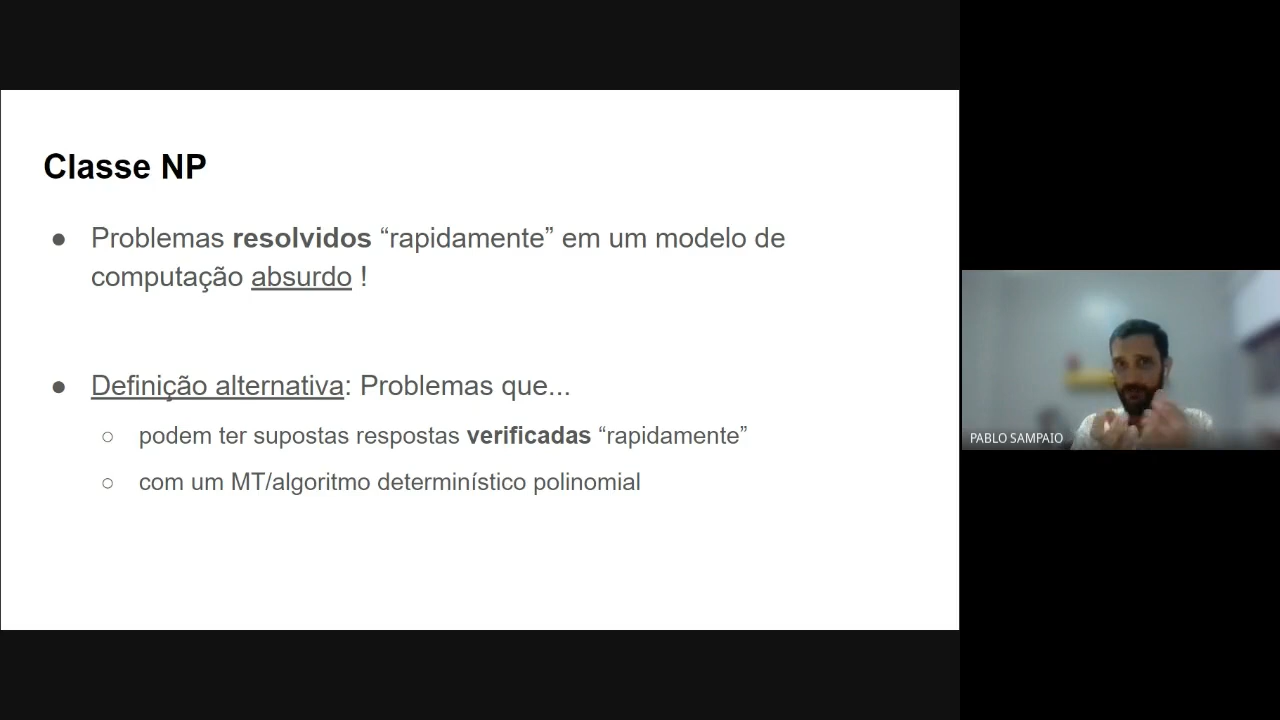 Classe NP
● Problemas resolvidos “rapidamente” em um modelo de
computação absurdo !
● Definição alternativa: Problemas que...
○ podem ter supostas respostas verificadas “rapidamente”
○ com um MT/algoritmo determinístico polinomial
PABLO SAMPAIO